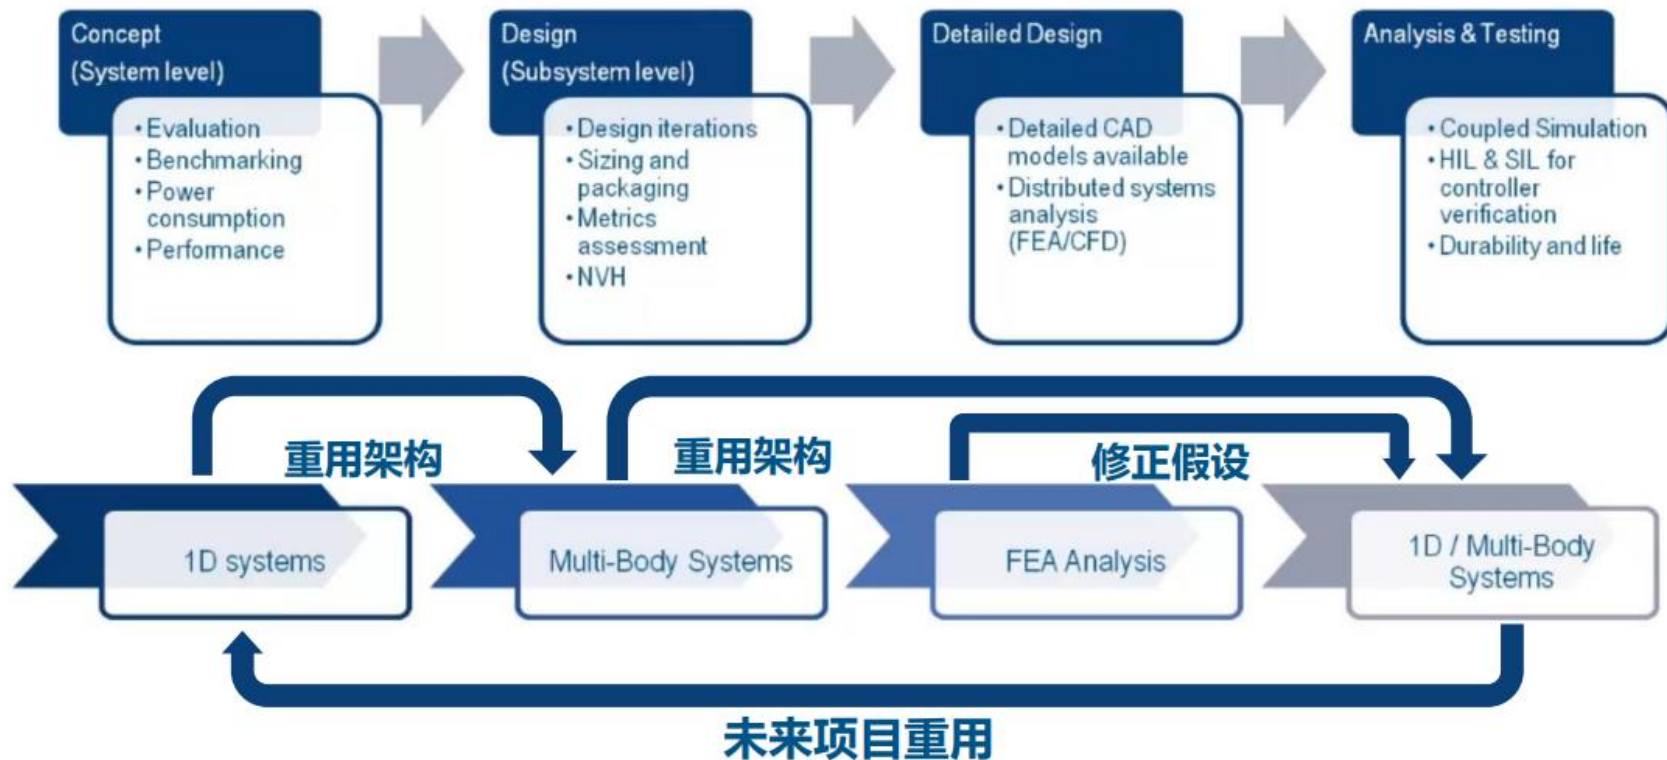 Concept
(System level)
• Evaluation
• Benchmarking
• Power
consumption
• Performance
Design
(Subsystem level)
• Design iterations
• Sizing and
packaging
• Metrics
assessment
• NVH
Detailed Design
• Detailed CAD
models available
• Distributed systems
analysis
(FEA/CFD)
Analysis & Testing
• Coupled Simulation
• HIL & SIL for
controller
verification
• Durability and life
重用架构
重用架构
修正假设
1D systems
Multi-Body Systems
FEA Analysis
1D / Multi-Body
Systems
未来项目重用